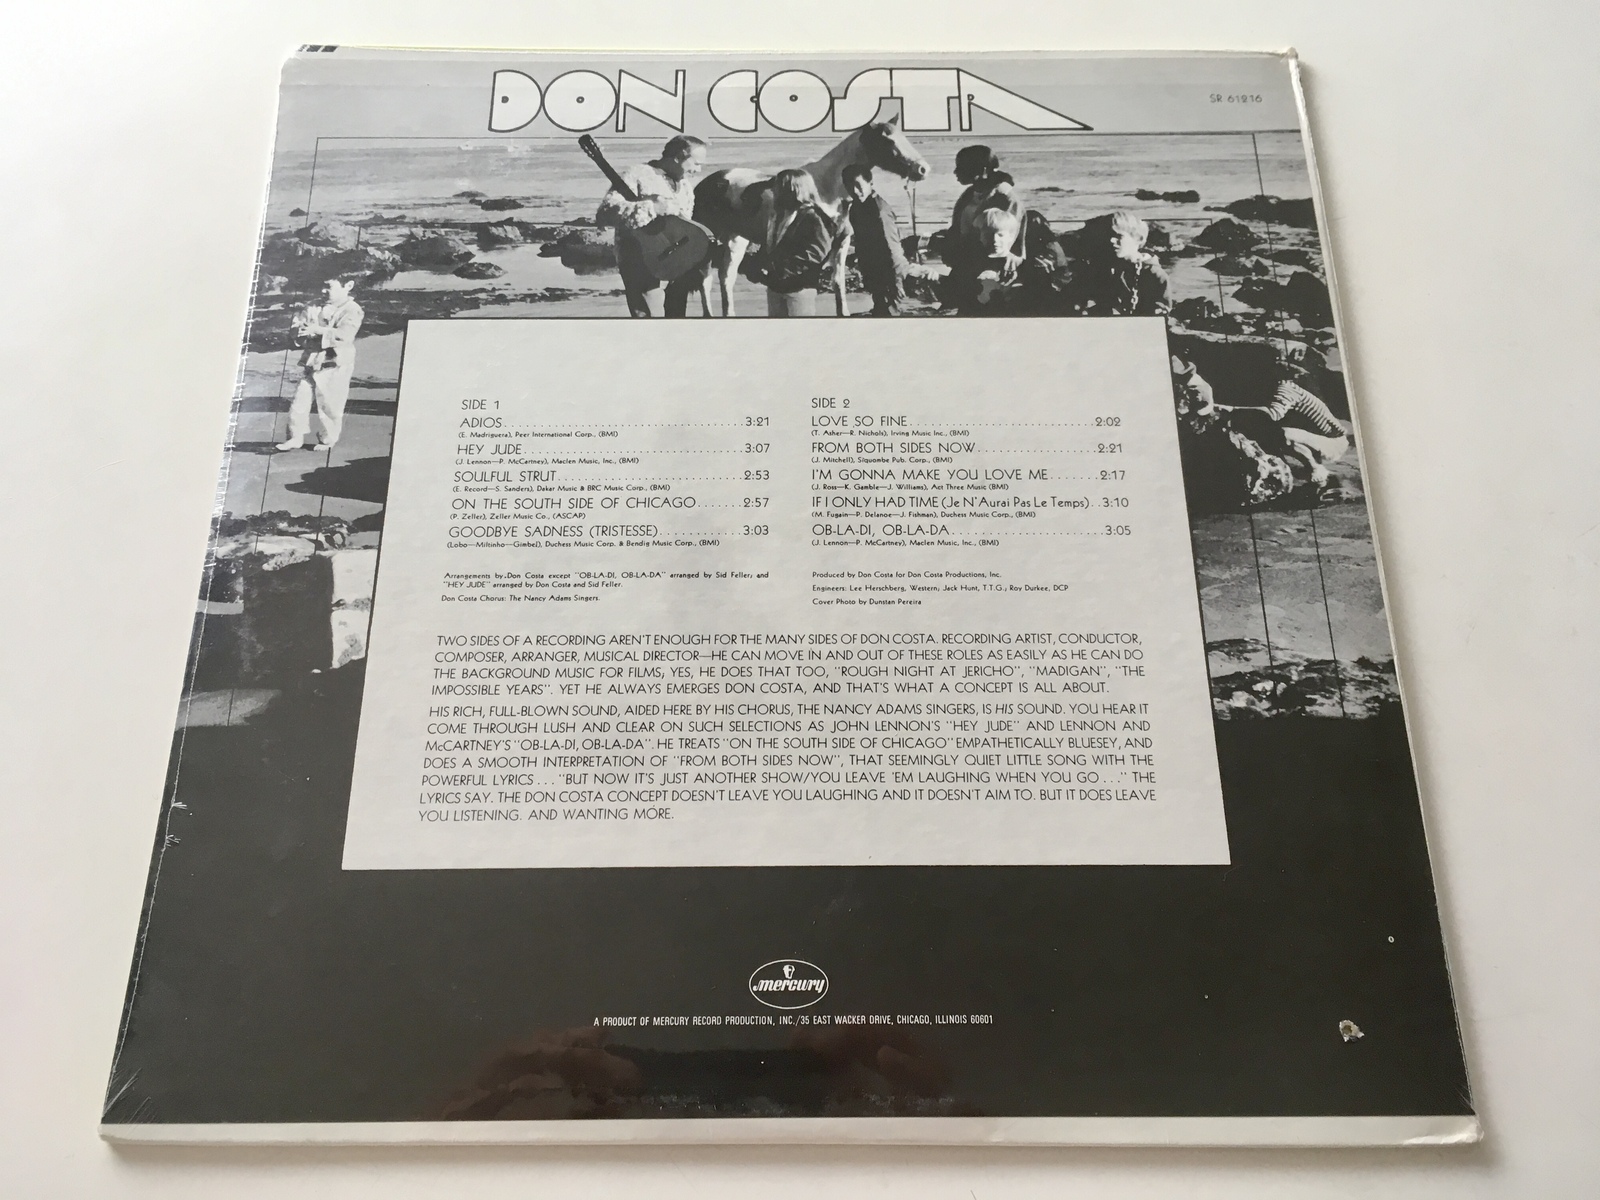 DON COSTA
SR 61216
SIDE 1
ADIOS 3:21
(E. Madriguera), Peer International Corp., (BMI)
HEY JUDE 3:07
(J. Lennon—P. McCartney), Maclen Music, Inc., (BMI)
SOULFUL STRUT 2:53
(E. Record—S. Sanders), Dakar Music & BRC Music Corp., (BMI)
ON THE SOUTH SIDE OF CHICAGO 2:57
(P. Zeller), Zeller Music Co., (ASCAP)
GOODBYE SADNESS (TRISTESSE) 3:03
(Lobo—Miltinho—Gimbel), Duchess Music Corp. & Bendig Music Corp., (BMI)
Arrangements by Don Costa except "OB-LA-DI, OB-LA-DA" arranged by Sid Feller; and
"HEY JUDE" arranged by Don Costa and Sid Feller.
Don Costa Chorus: The Nancy Adams Singers.
SIDE 2
LOVE SO FINE 2:02
(T. Asher—R. Nichols), Irving Music Inc., (BMI)
FROM BOTH SIDES NOW 2:21
(J. Mitchell), Siquombe Pub. Corp., (BMI)
I'M GONNA MAKE YOU LOVE ME 2:17
(J. Ross—K. Gamble—J. Williams), Act Three Music (BMI)
IF I ONLY HAD TIME (Je N'Aurai Pas Le Temps) 3:10
(M. Fugain—P. Delanoe—J. Fishman), Duchess Music Corp., (BMI)
OB-LA-DI, OB-LA-DA 3:05
(J. Lennon—P. McCartney), Maclen Music, Inc., (BMI)
Produced by Don Costa for Don Costa Productions, Inc.
Engineers: Lee Herschberg, Western; Jack Hunt, T.T.G.; Roy Durkee, DCP
Cover Photo by Dunstan Pereira
TWO SIDES OF A RECORDING AREN'T ENOUGH FOR THE MANY SIDES OF DON COSTA. RECORDING ARTIST, CONDUCTOR,
COMPOSER, ARRANGER, MUSICAL DIRECTOR—HE CAN MOVE IN AND OUT OF THESE ROLES AS EASILY AS HE CAN DO
THE BACKGROUND MUSIC FOR FILMS; YES, HE DOES THAT TOO, "ROUGH NIGHT AT JERICHO", "MADIGAN", "THE
IMPOSSIBLE YEARS". YET HE ALWAYS EMERGES DON COSTA, AND THAT'S WHAT A CONCEPT IS ALL ABOUT.
HIS RICH, FULL-BLOWN SOUND, AIDED HERE BY HIS CHORUS, THE NANCY ADAMS SINGERS, IS HIS SOUND. YOU HEAR IT
COME THROUGH LUSH AND CLEAR ON SUCH SELECTIONS AS JOHN LENNON'S "HEY JUDE" AND LENNON AND
McCARTNEY'S "OB-LA-DI, OB-LA-DA". HE TREATS "ON THE SOUTH SIDE OF CHICAGO" EMPATHETICALLY BLUESEY, AND
DOES A SMOOTH INTERPRETATION OF "FROM BOTH SIDES NOW", THAT SEEMINGLY QUIET LITTLE SONG WITH THE
POWERFUL LYRICS . . . "BUT NOW IT'S JUST ANOTHER SHOW/YOU LEAVE 'EM LAUGHING WHEN YOU GO . . ." THE
LYRICS SAY. THE DON COSTA CONCEPT DOESN'T LEAVE YOU LAUGHING AND IT DOESN'T AIM TO. BUT IT DOES LEAVE
YOU LISTENING. AND WANTING MORE.
mercury
A PRODUCT OF MERCURY RECORD PRODUCTION, INC./35 EAST WACKER DRIVE, CHICAGO, ILLINOIS 60601